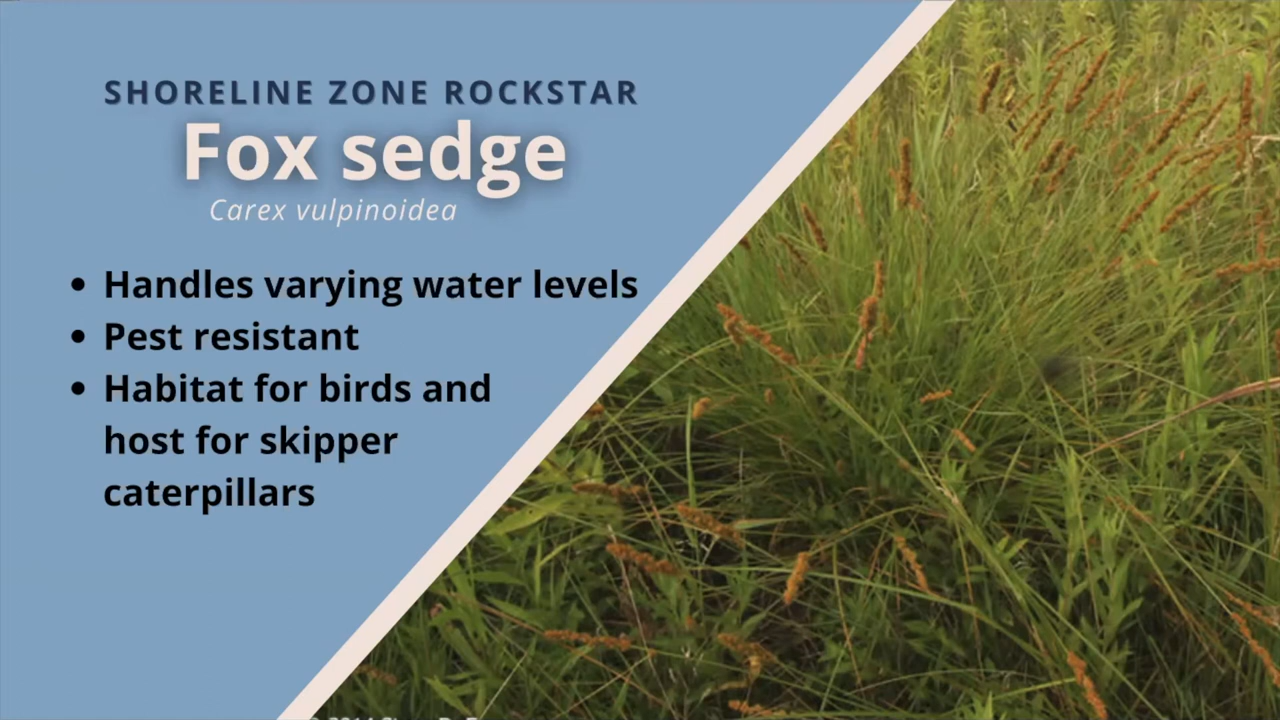 SHORELINE ZONE ROCKSTAR
Fox sedge
Carex vulpinoidea
• Handles varying water levels
• Pest resistant
• Habitat for birds and
host for skipper
caterpillars